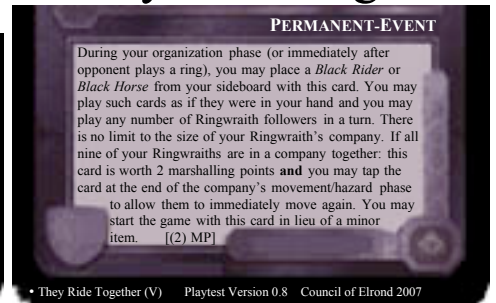 PERMANENT-EVENT
During your organization phase (or immediately after
opponent plays a ring), you may place a Black Rider or
Black Horse from your sideboard with this card. You may
play such cards as if they were in your hand and you may
play any number of Ringwraith followers in a turn. There
is no limit to the size of your Ringwraith's company. If all
nine of your Ringwraiths are in a company together: this
card is worth 2 marshalling points and you may tap the
card at the end of the company's movement/hazard phase
to allow them to immediately move again. You may
start the game with this card in lieu of a minor
item. [(2) MP]
• They Ride Together (V) Playtest Version 0.8 Council of Elrond 2007